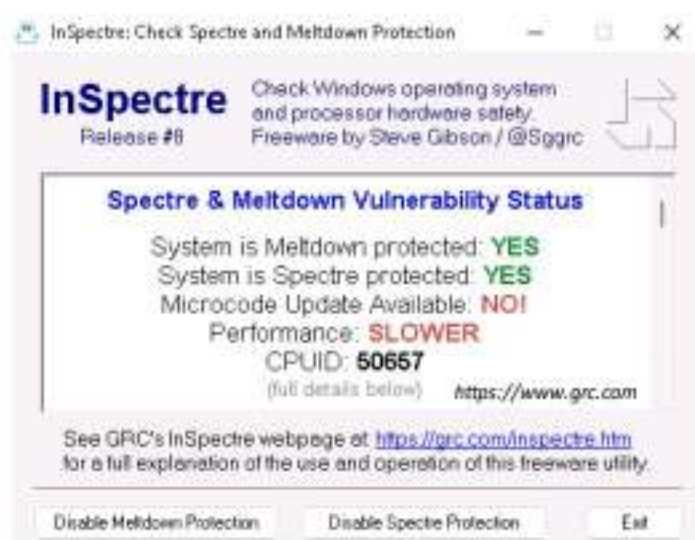 InSpectre: Check Spectre and Meltdown Protection
InSpectre
Release #8
Check Windows operating system
and processor hardware safety.
Freeware by Steve Gibson / @Sggrc
Spectre & Meltdown Vulnerability Status
System is Meltdown protected: YES
System is Spectre protected: YES
Microcode Update Available: NO!
Performance: SLOWER
CPUID: 50657
(full details below)
https://www.grc.com
See GRC's InSpectre webpage at: https://grc.com/inspectre.htm
for a full explanation of the use and operation of this freeware utility.
Disable Meltdown Protection
Disable Spectre Protection
Exit